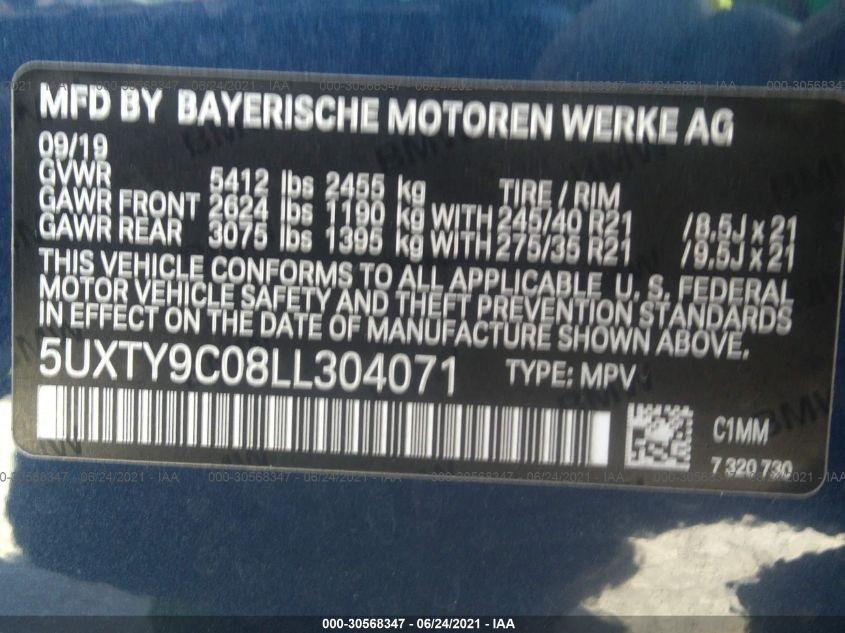 MFD BY BAYERISCHE MOTOREN WERKE AG
09/19
GVWR 5412 lbs 2455 kg TIRE / RIM
GAWR FRONT 2624 lbs 1190 kg WITH 245/40 R21 /8,5J x 21
GAWR REAR 3075 lbs 1395 kg WITH 275/35 R21 /9,5J x 21
THIS VEHICLE CONFORMS TO ALL APPLICABLE U. S. FEDERAL
MOTOR VEHICLE SAFETY AND THEFT PREVENTION STANDARDS
IN EFFECT ON THE DATE OF MANUFACTURE SHOWN ABOVE.
5UXTY9C08LL304071 TYPE: MPV
C1MM
7 320 730
000-30568347 - 06/24/2021 - IAA